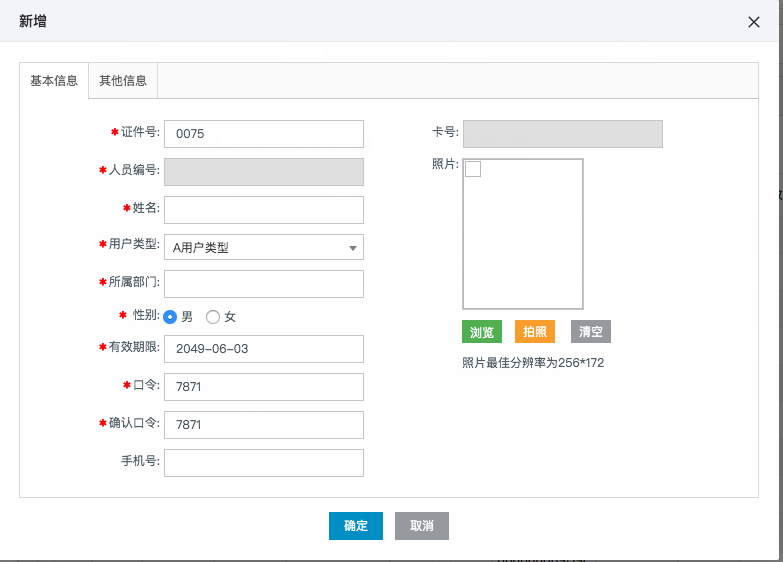 新增
基本信息 其他信息
*证件号: 0075
*人员编号:
*姓名:
*用户类型: A用户类型
*所属部门:
* 性别: 男 女
*有效期限: 2049-06-03
*口令: 7871
*确认口令: 7871
手机号:
卡号:
照片:
浏览 拍照 清空
照片最佳分辨率为256*172
确定 取消